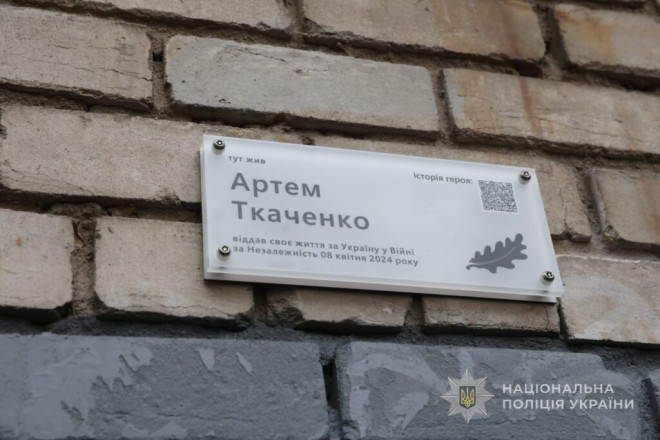 тут жив
історія героя:
Артем
Ткаченко
віддав своє життя за Україну у Війні
за Незалежність 08 квітня 2024 року
НАЦІОНАЛЬНА
ПОЛІЦІЯ УКРАЇНИ